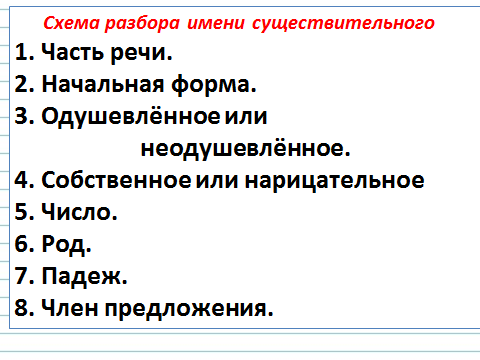 Схема разбора имени существительного
1. Часть речи.
2. Начальная форма.
3. Одушевлённое или
неодушевлённое.
4. Собственное или нарицательное
5. Число.
6. Род.
7. Падеж.
8. Член предложения.